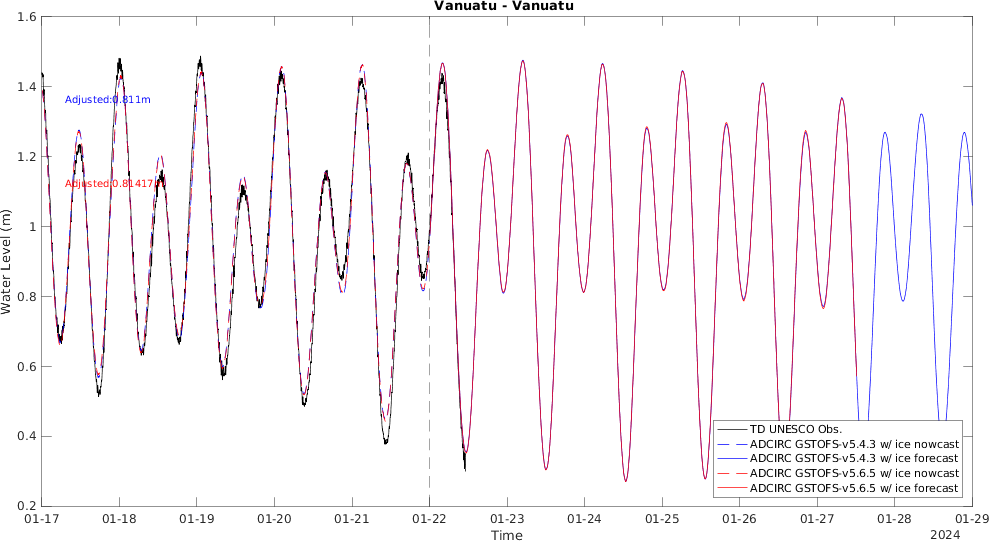 Vanuatu - Vanuatu
1.6
1.4
1.2
1
0.8
0.6
0.4
0.2
Water Level (m)
Adjusted:0.811m
Adjusted:0.81417
TD UNESCO Obs.
ADCIRC GSTOFS-v5.4.3 w/ ice nowcast
ADCIRC GSTOFS-v5.4.3 w/ ice forecast
ADCIRC GSTOFS-v5.6.5 w/ ice nowcast
ADCIRC GSTOFS-v5.6.5 w/ ice forecast
01-17 01-18 01-19 01-20 01-21 01-22 01-23 01-24 01-25 01-26 01-27 01-28 01-29
Time
2024